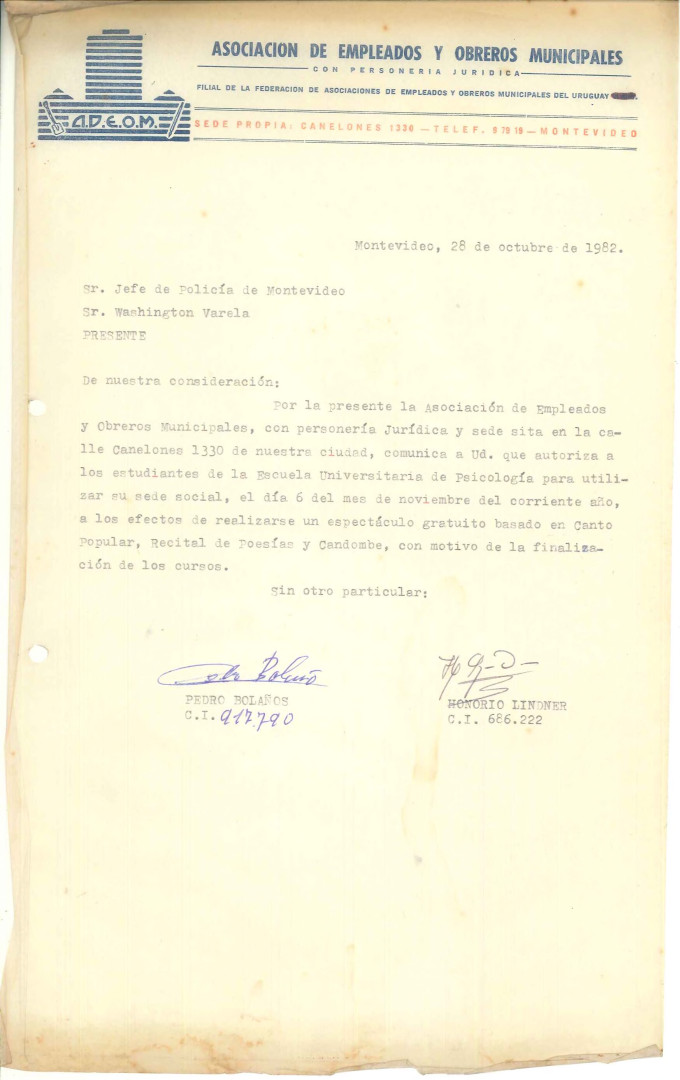 ASOCIACION DE EMPLEADOS Y OBREROS MUNICIPALES
CON PERSONERIA JURIDICA
FILIAL DE LA FEDERACION DE ASOCIACIONES DE EMPLEADOS Y OBREROS MUNICIPALES DEL URUGUAY
A.D.E.O.M.
SEDE PROPIA: CANELONES 1330 — TELEF. 9 79 19 — MONTEVIDEO
Montevideo, 28 de octubre de 1982.
Sr. Jefe de Policía de Montevideo
Sr. Washington Varela
PRESENTE
De nuestra consideración:
Por la presente la Asociación de Empleados
y Obreros Municipales, con personería Jurídica y sede sita en la ca-
lle Canelones 1330 de nuestra ciudad, comunica a Ud. que autoriza a
los estudiantes de la Escuela Universitaria de Psicología para utili-
zar su sede social, el día 6 del mes de noviembre del corriente año,
a los efectos de realizarse un espectáculo gratuito basado en Canto
Popular, Recital de Poesías y Candombe, con motivo de la finaliza-
ción de los cursos.
Sin otro particular:
PEDRO BOLAÑOS
C.I. 917.790
HONORIO LINDNER
C.I. 686.222